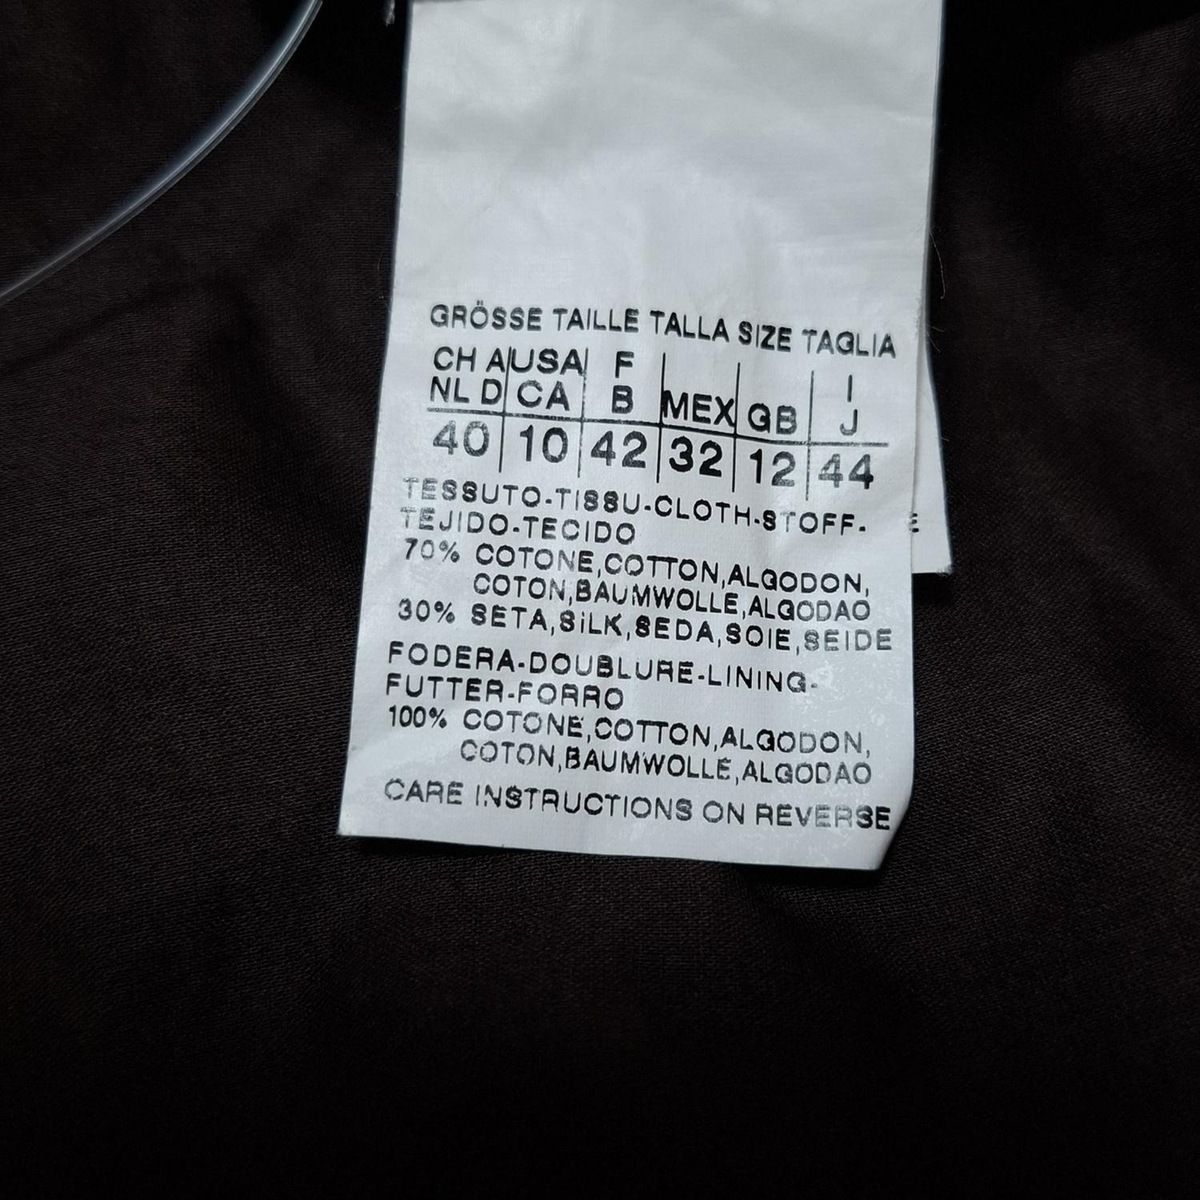 GRÖSSE TAILLE TALLA SIZE TAGLIA
CH A USA F I
NL D CA B MEX GB J
40 10 42 32 12 44
TESSUTO-TISSU-CLOTH-STOFF-
TEJIDO-TECIDO
70% COTONE,COTTON,ALGODON,
COTON,BAUMWOLLE,ALGODAO
30% SETA,SiLK,SEDA,SOIE,SEIDE
FODERA-DOUBLURE-LINING-
FUTTER-FORRO
100% COTONE,COTTON,ALGODON,
COTON,BAUMWOLLE,ALGODAO
CARE INSTRUCTIONS ON REVERSE